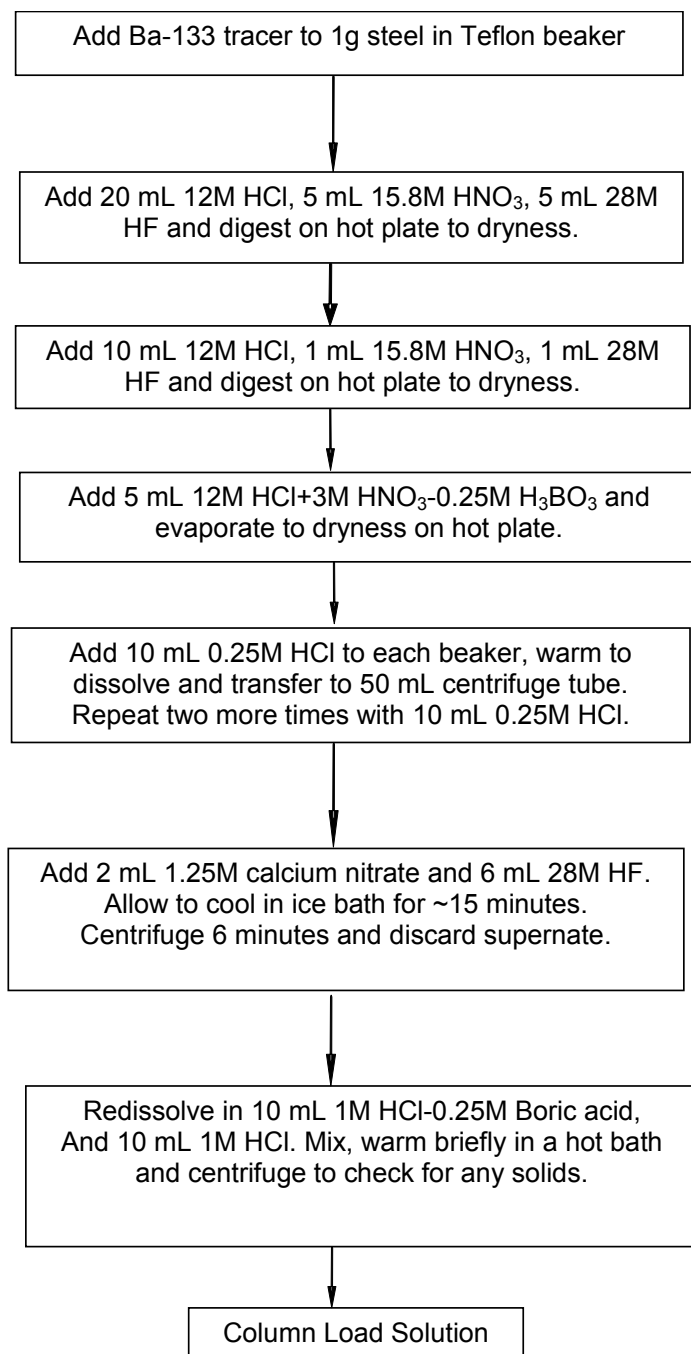 Add Ba-133 tracer to 1g steel in Teflon beaker
Add 20 mL 12M HCl, 5 mL 15.8M HNO₃, 5 mL 28M
HF and digest on hot plate to dryness.
Add 10 mL 12M HCl, 1 mL 15.8M HNO₃, 1 mL 28M
HF and digest on hot plate to dryness.
Add 5 mL 12M HCl+3M HNO₃-0.25M H₃BO₃ and
evaporate to dryness on hot plate.
Add 10 mL 0.25M HCl to each beaker, warm to
dissolve and transfer to 50 mL centrifuge tube.
Repeat two more times with 10 mL 0.25M HCl.
Add 2 mL 1.25M calcium nitrate and 6 mL 28M HF.
Allow to cool in ice bath for ~15 minutes.
Centrifuge 6 minutes and discard supernate.
Redissolve in 10 mL 1M HCl-0.25M Boric acid,
And 10 mL 1M HCl. Mix, warm briefly in a hot bath
and centrifuge to check for any solids.
Column Load Solution